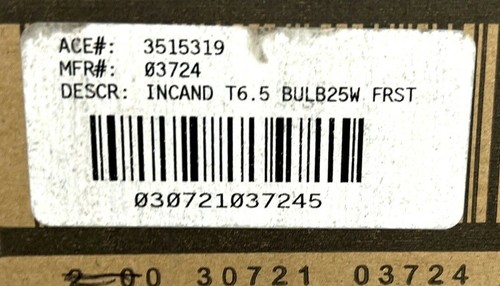 ACE#: 3515319
MFR#: 03724
DESCR: INCAND T6.5 BULB25W FRST
030721037245
2 00 30721 03724